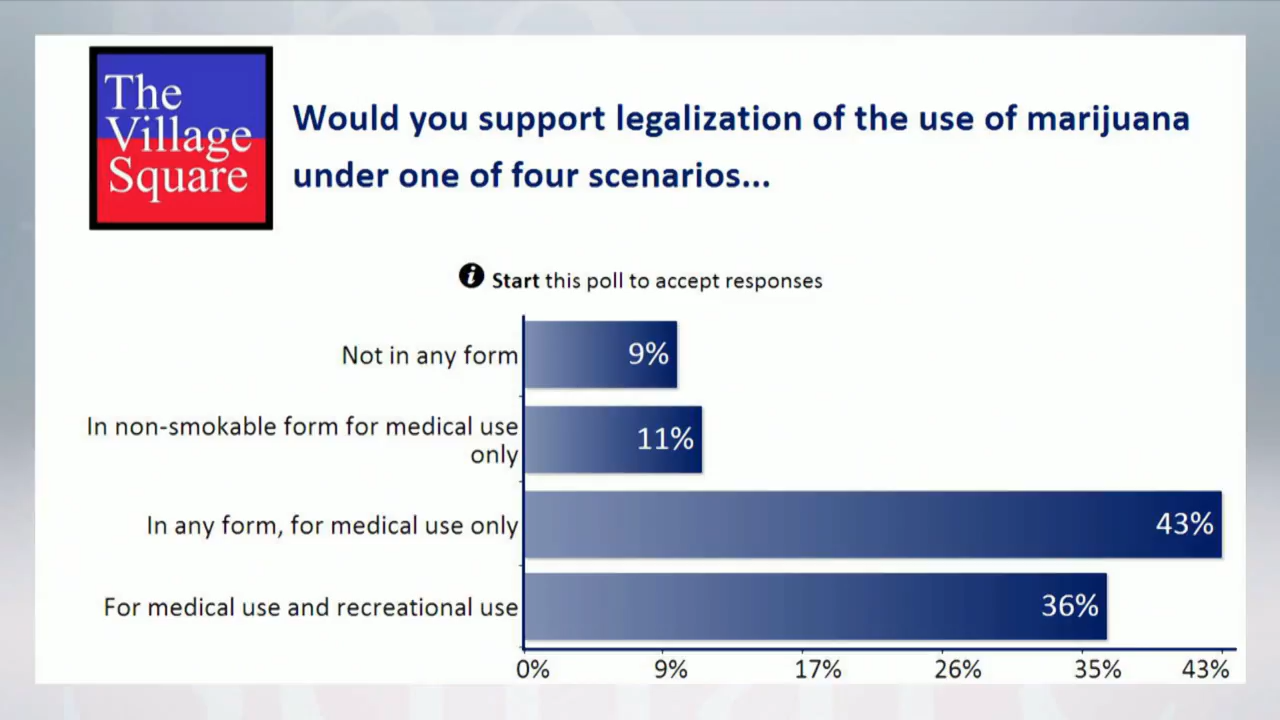 The
Village
Square
Would you support legalization of the use of marijuana
under one of four scenarios...
i Start this poll to accept responses
Not in any form 9%
In non-smokable form for medical use
only 11%
In any form, for medical use only 43%
For medical use and recreational use 36%
0% 9% 17% 26% 35% 43%